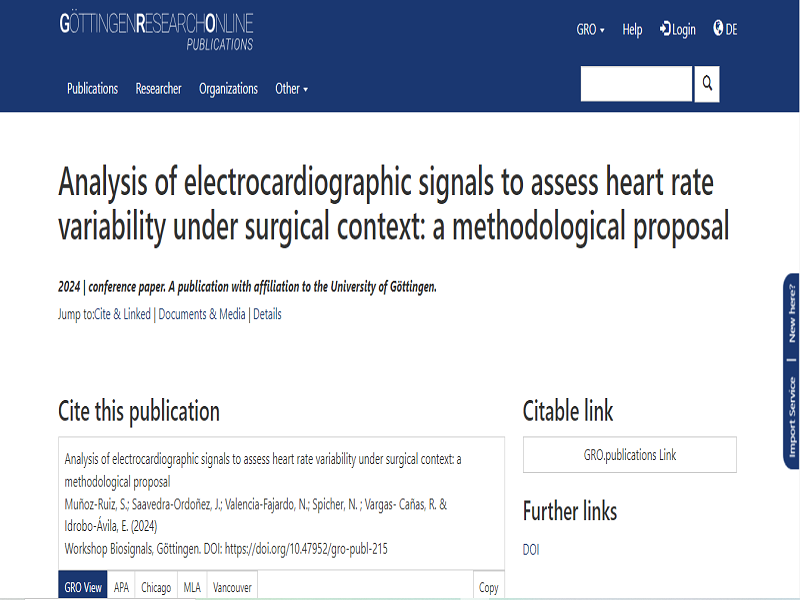 GÖTTINGENRESEARCHONLINE
PUBLICATIONS
GRO Help Login DE
Publications Researcher Organizations Other
Analysis of electrocardiographic signals to assess heart rate
variability under surgical context: a methodological proposal
2024 | conference paper. A publication with affiliation to the University of Göttingen.
Jump to:Cite & Linked | Documents & Media | Details
New here?
Import Service |
Cite this publication
Analysis of electrocardiographic signals to assess heart rate variability under surgical context: a
methodological proposal
Muñoz-Ruiz, S.; Saavedra-Ordoñez, J.; Valencia-Fajardo, N.; Spicher, N. ; Vargas- Cañas, R. &
Idrobo-Ávila, E. (2024)
Workshop Biosignals, Göttingen. DOI: https://doi.org/10.47952/gro-publ-215
GRO View APA Chicago MLA Vancouver Copy
Citable link
GRO.publications Link
Further links
DOI